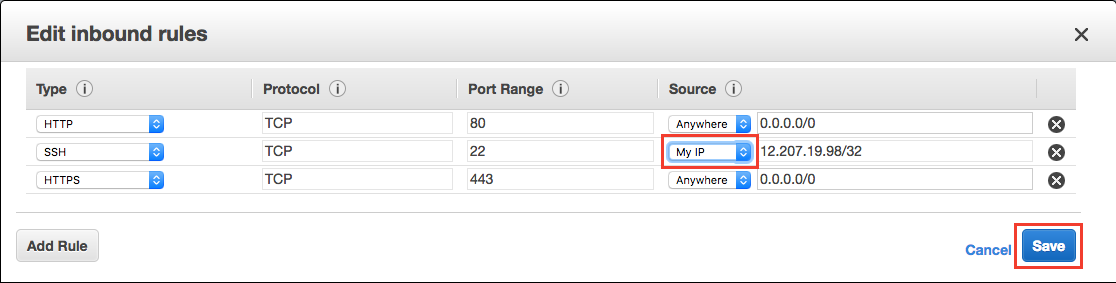 Edit inbound rules
Type Protocol Port Range Source
HTTP TCP 80 Anywhere 0.0.0.0/0
SSH TCP 22 My IP 12.207.19.98/32
HTTPS TCP 443 Anywhere 0.0.0.0/0
Add Rule Cancel Save